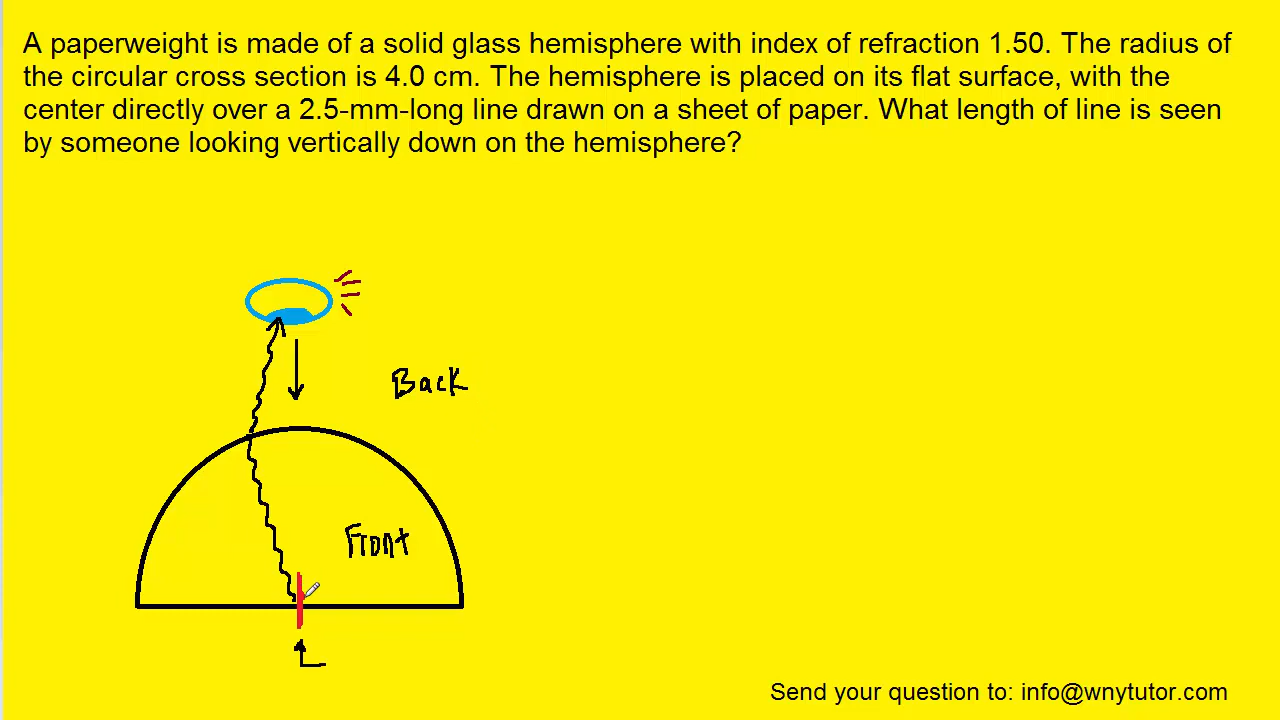 A paperweight is made of a solid glass hemisphere with index of refraction 1.50. The radius of
the circular cross section is 4.0 cm. The hemisphere is placed on its flat surface, with the
center directly over a 2.5-mm-long line drawn on a sheet of paper. What length of line is seen
by someone looking vertically down on the hemisphere?
Back
Front
Send your question to: info@wnytutor.com